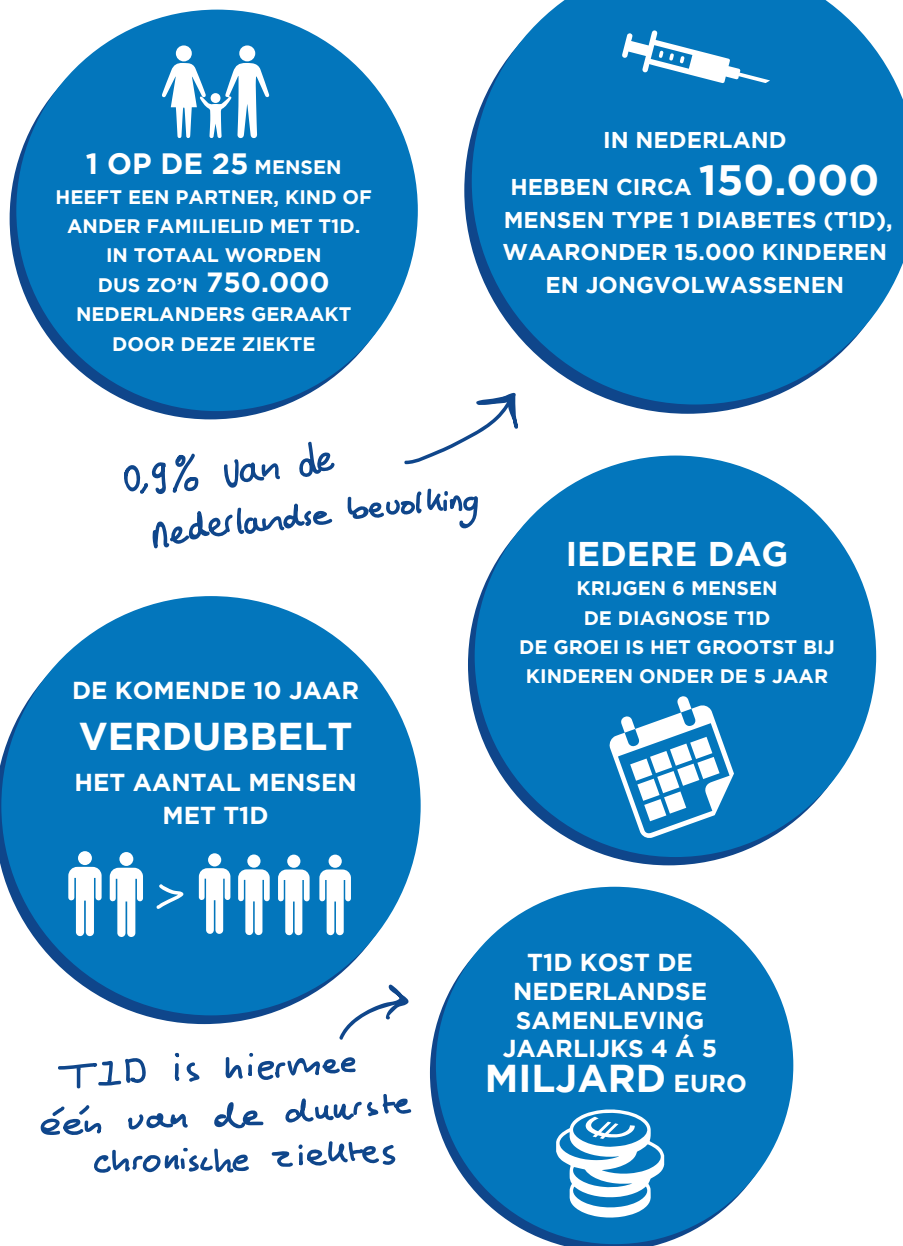 1 OP DE 25 MENSEN
HEEFT EEN PARTNER, KIND OF
ANDER FAMILIELID MET T1D.
IN TOTAAL WORDEN
DUS ZO'N 750.000
NEDERLANDERS GERAAKT
DOOR DEZE ZIEKTE
IN NEDERLAND
HEBBEN CIRCA 150.000
MENSEN TYPE 1 DIABETES (T1D),
WAARONDER 15.000 KINDEREN
EN JONGVOLWASSENEN
0,9% van de
nederlandse bevolking
IEDERE DAG
KRIJGEN 6 MENSEN
DE DIAGNOSE T1D
DE GROEI IS HET GROOTST BIJ
KINDEREN ONDER DE 5 JAAR
DE KOMENDE 10 JAAR
VERDUBBELT
HET AANTAL MENSEN
MET T1D
>
T1D KOST DE
NEDERLANDSE
SAMENLEVING
JAARLIJKS 4 Á 5
MILJARD EURO
T1D is hiermee
één van de duurste
chronische ziektes